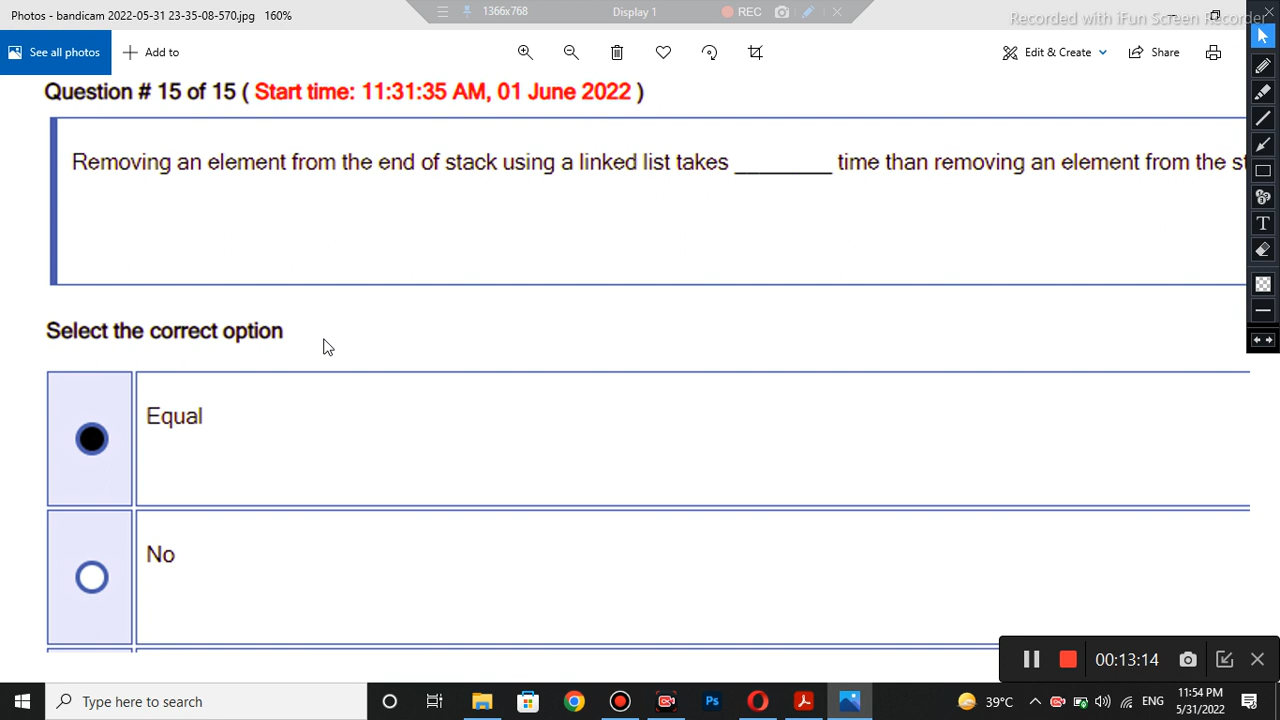 Photos - bandicam 2022-05-31 23-35-08-570.jpg 160%
1366x768
Display 1
REC
Recorded with iFun Screen Recorder
See all photos
Add to
Edit & Create
Share
Question # 15 of 15 ( Start time: 11:31:35 AM, 01 June 2022 )
Removing an element from the end of stack using a linked list takes ________ time than removing an element from the
Select the correct option
Equal
No
00:13:14
Type here to search
Ps
39°C
ENG
11:54 PM
5/31/2022